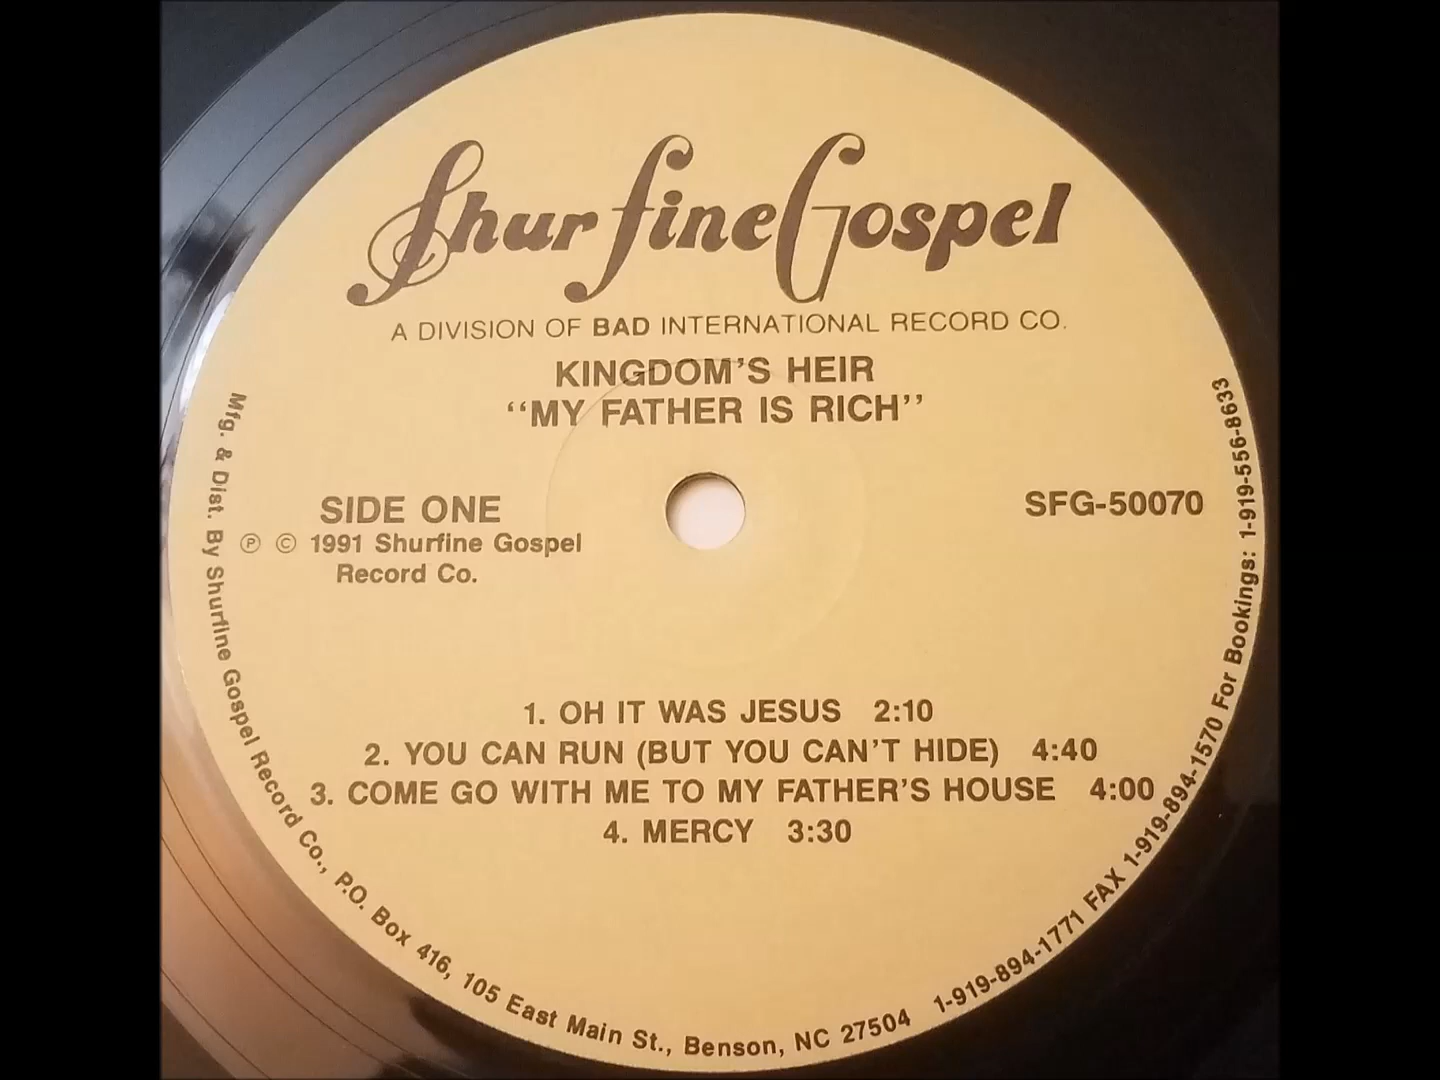 Shurfine Gospel
A DIVISION OF BAD INTERNATIONAL RECORD CO.
KINGDOM'S HEIR
“MY FATHER IS RICH”
SIDE ONE
Ⓟ © 1991 Shurfine Gospel
Record Co.
SFG-50070
1. OH IT WAS JESUS 2:10
2. YOU CAN RUN (BUT YOU CAN'T HIDE) 4:40
3. COME GO WITH ME TO MY FATHER'S HOUSE 4:00
4. MERCY 3:30
Mfg. & Dist. By Shurfine Gospel Record Co., P.O. Box 416, 105 East Main St., Benson, NC 27504 1-919-894-1771 FAX 1-919-894-1570 For Bookings: 1-919-556-8633